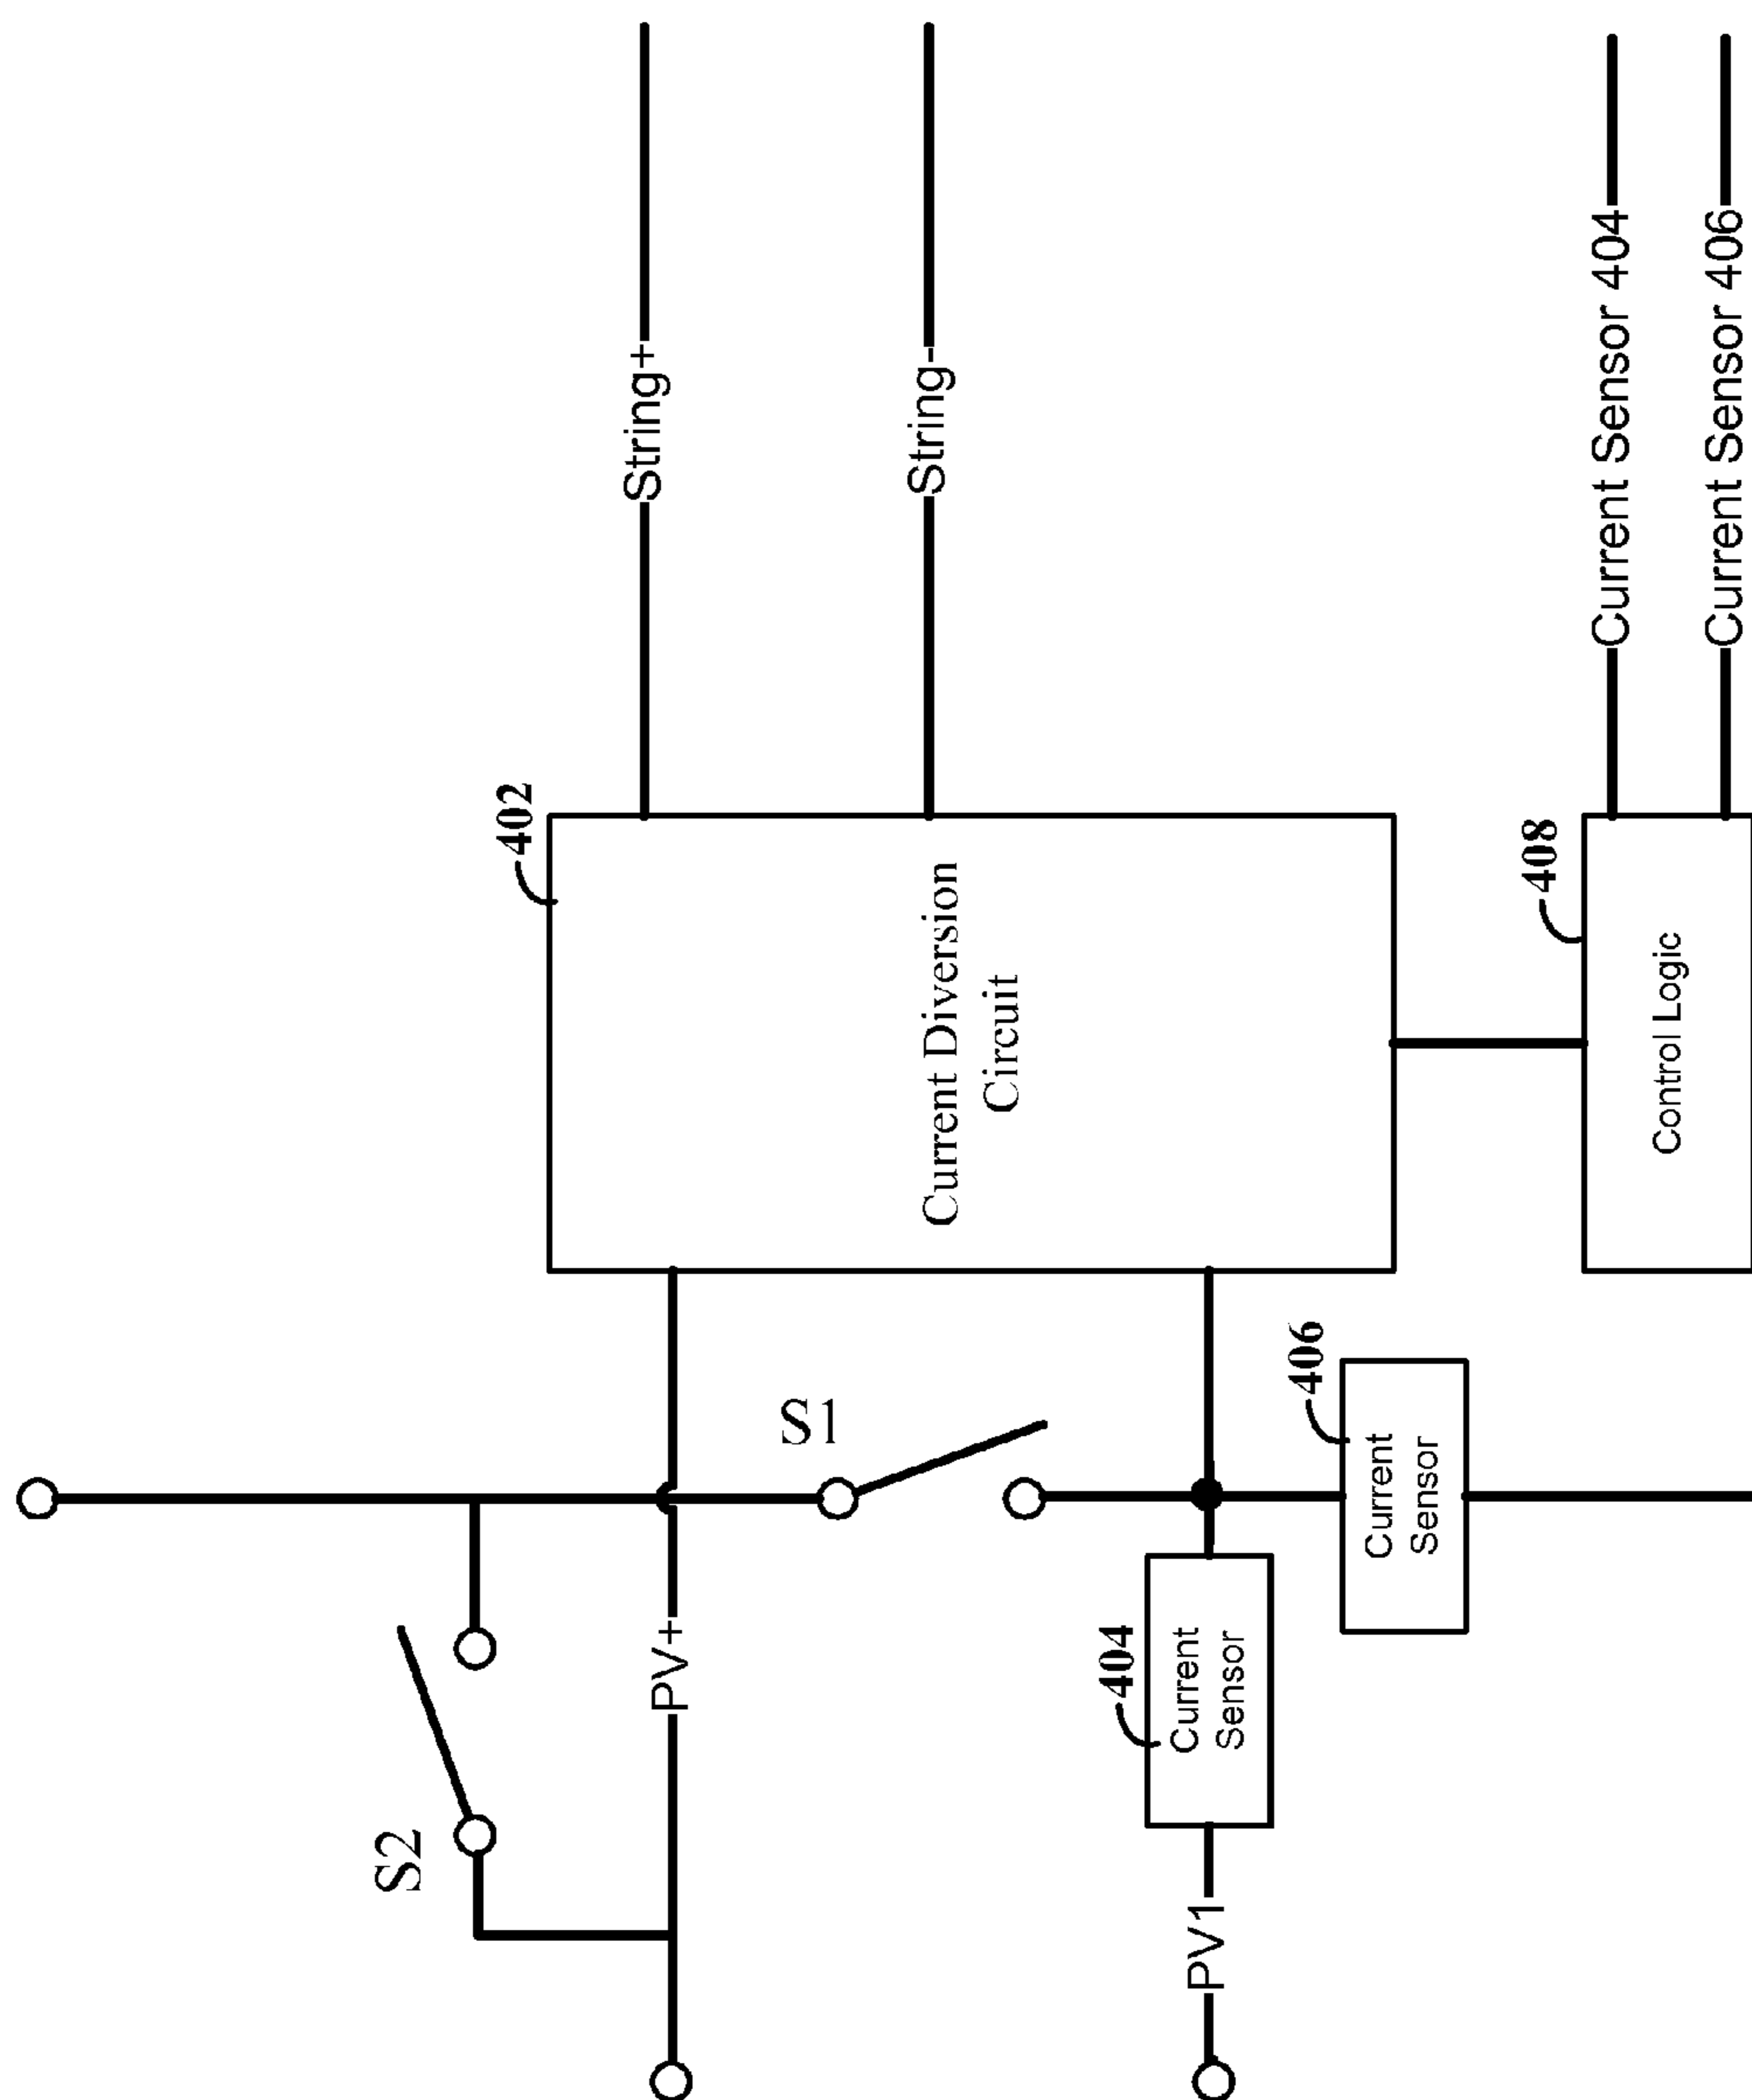 S2
402
String+
PV+
S1
String-
Current Diversion
Circuit
404
Current
Sensor
PV1
406
Current
Sensor
408
Control Logic
Current Sensor 404
Current Sensor 406